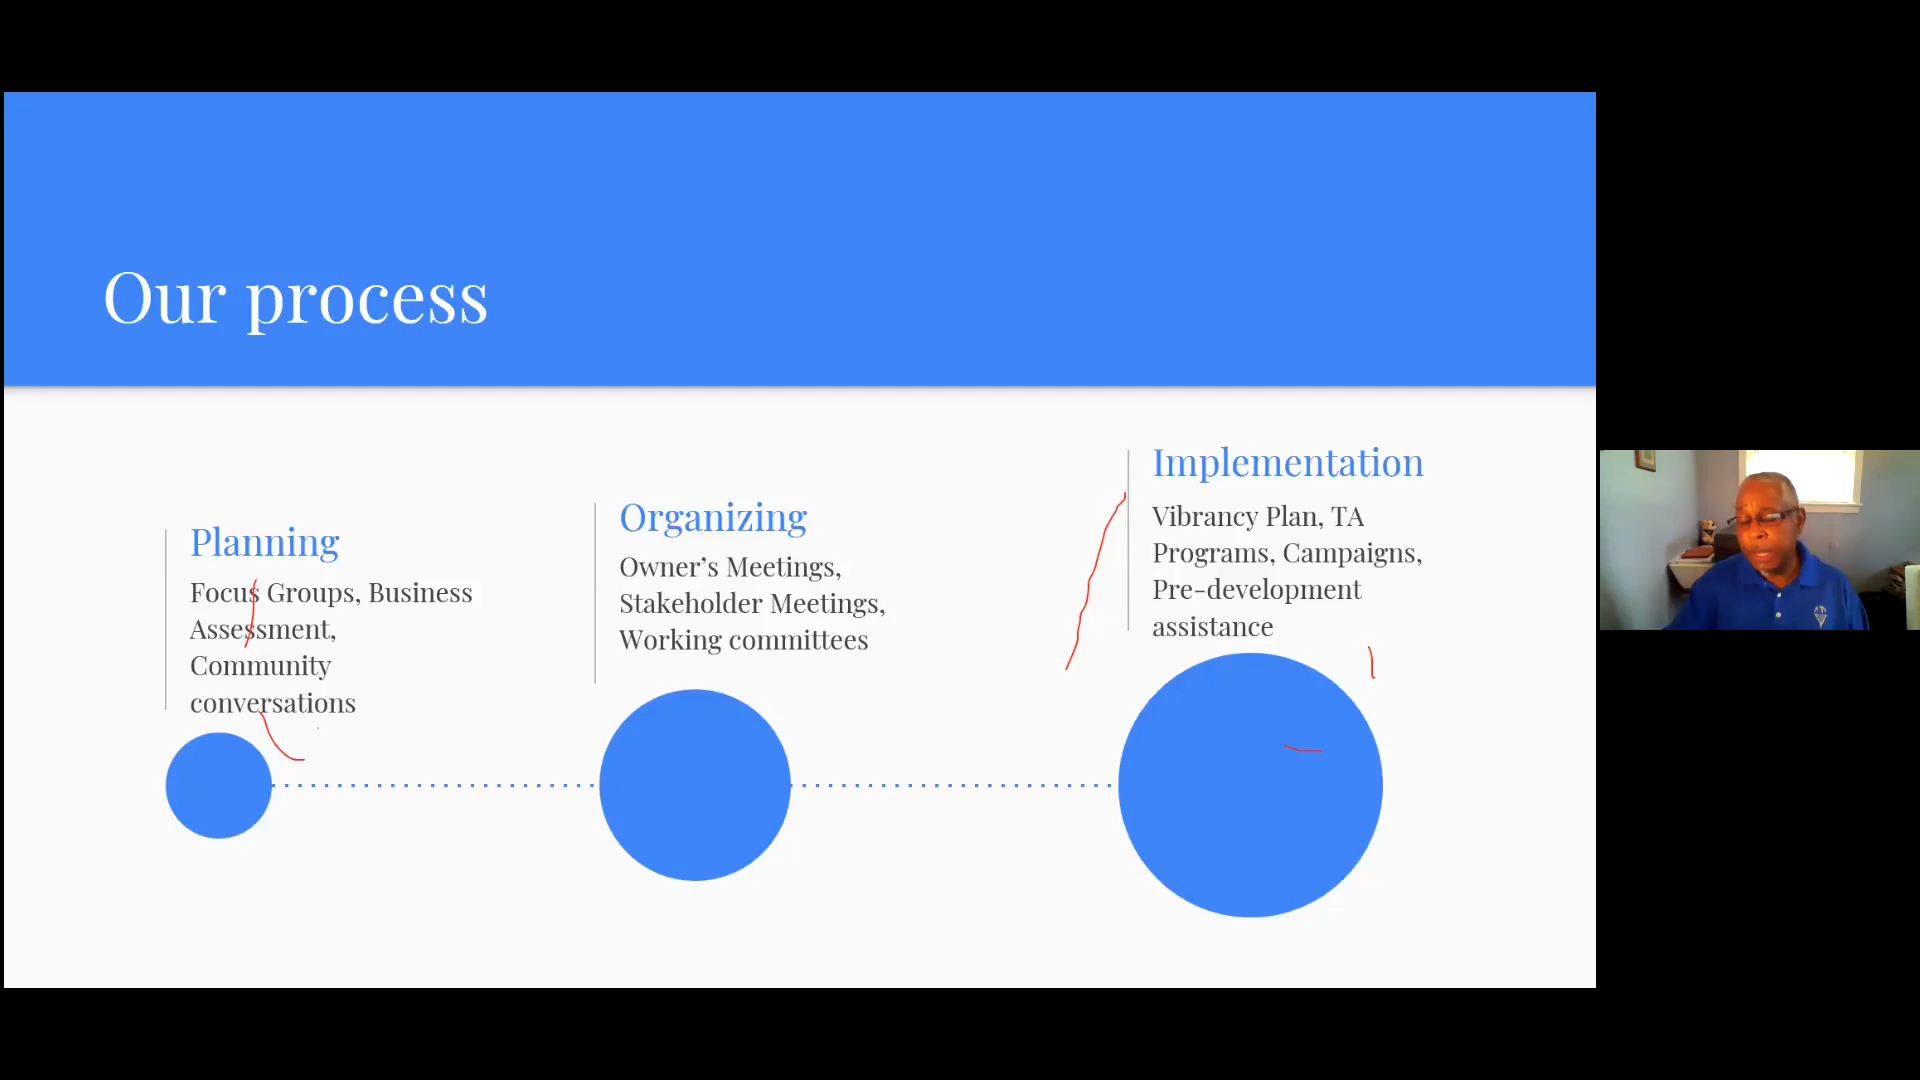 Our process
Planning
Focus Groups, Business
Assessment,
Community
conversations
Organizing
Owner’s Meetings,
Stakeholder Meetings,
Working committees
Implementation
Vibrancy Plan, TA
Programs, Campaigns,
Pre-development
assistance